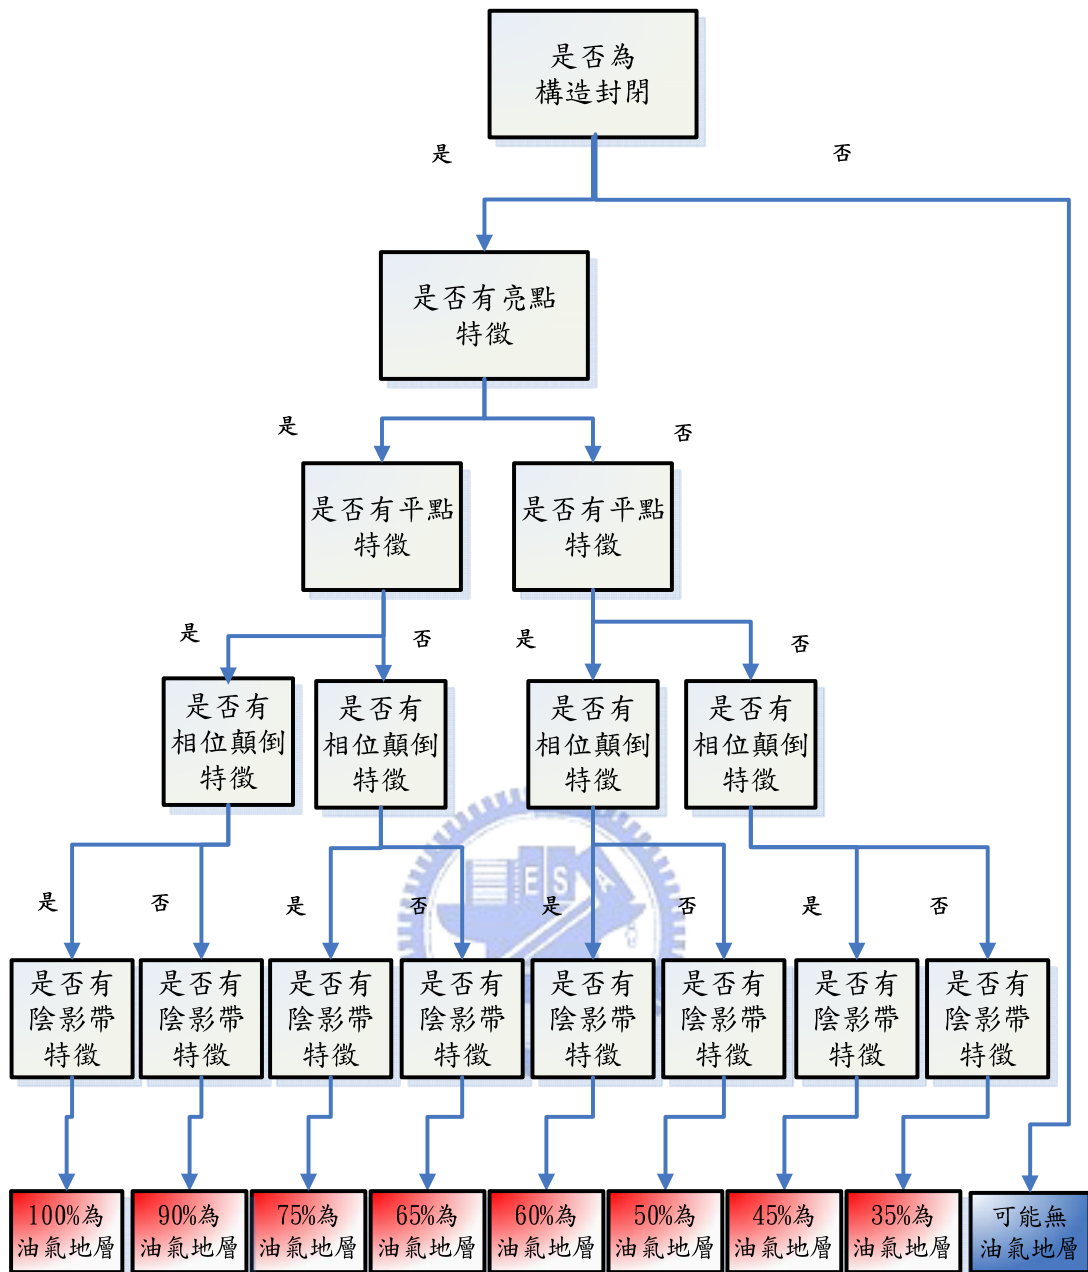 是否為
構造封閉
是
否
是否有亮點
特徵
是
否
是否有平點
特徵
是否有平點
特徵
是
否
是
否
是否有
相位顛倒
特徵
是否有
相位顛倒
特徵
是否有
相位顛倒
特徵
是否有
相位顛倒
特徵
ES
A
是
否
是
否
是
否
是
否
是否有
陰影帶
特徵
是否有
陰影帶
特徵
是否有
陰影帶
特徵
是否有
陰影帶
特徵
是否有
陰影帶
特徵
是否有
陰影帶
特徵
是否有
陰影帶
特徵
是否有
陰影帶
特徵
100%為
油氣地層
90%為
油氣地層
75%為
油氣地層
65%為
油氣地層
60%為
油氣地層
50%為
油氣地層
45%為
油氣地層
35%為
油氣地層
可能無
油氣地層